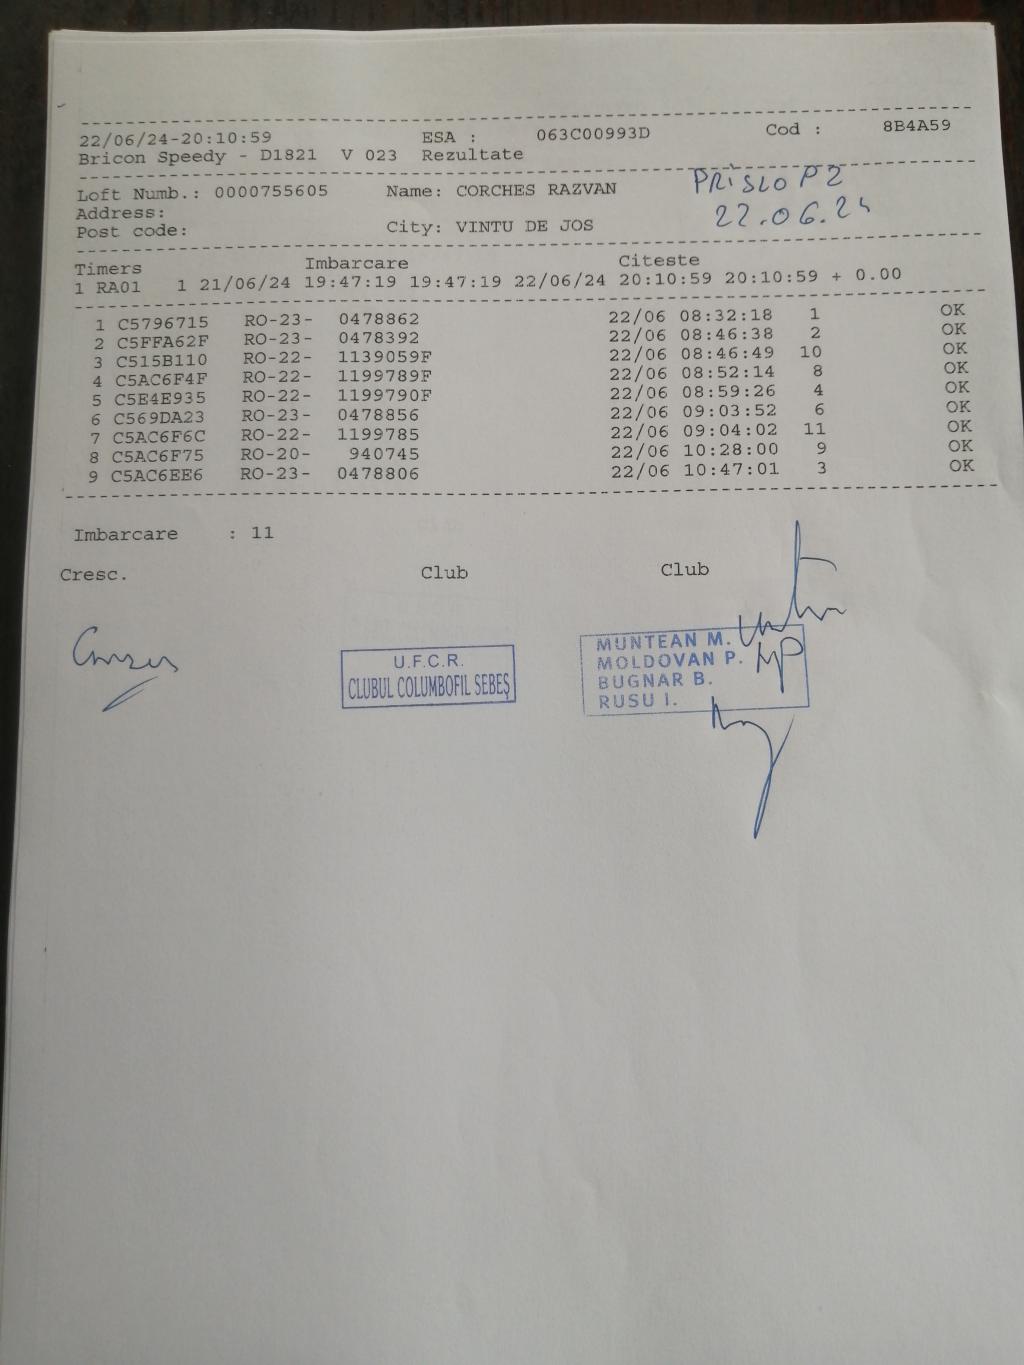 22/06/24-20:10:59 ESA : 063C00993D Cod : 8B4A59
Bricon Speedy - D1821 V 023 Rezultate
Loft Numb.: 0000755605 Name: CORCHES RAZVAN
PRISLOP 2
Address:
22.06.24
Post code: City: VINTU DE JOS
Timers Imbarcare Citeste
1 RA01 1 21/06/24 19:47:19 19:47:19 22/06/24 20:10:59 20:10:59 + 0.00
1 C5796715 RO-23- 0478862 22/06 08:32:18 1 OK
2 C5FFA62F RO-23- 0478392 22/06 08:46:38 2 OK
3 C515B110 RO-22- 1139059F 22/06 08:46:49 10 OK
4 C5AC6F4F RO-22- 1199789F 22/06 08:52:14 8 OK
5 C5E4E935 RO-22- 1199790F 22/06 08:59:26 4 OK
6 C569DA23 RO-23- 0478856 22/06 09:03:52 6 OK
7 C5AC6F6C RO-22- 1199785 22/06 09:04:02 11 OK
8 C5AC6F75 RO-20- 940745 22/06 10:28:00 9 OK
9 C5AC6EE6 RO-23- 0478806 22/06 10:47:01 3 OK
Imbarcare : 11
Cresc. Club Club
U.F.C.R.
CLUBUL COLUMBOFIL SEBEȘ
MUNTEAN M.
MOLDOVAN P.
BUGNAR B.
RUSU I.